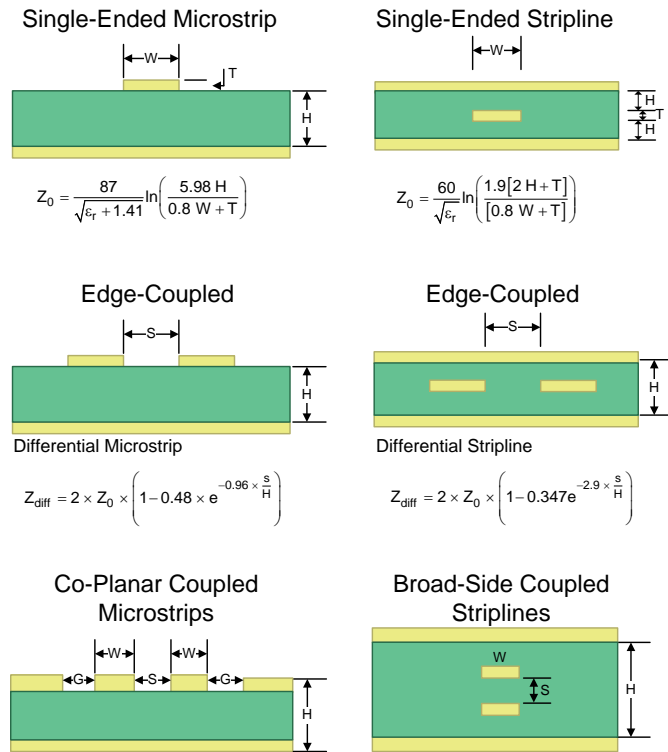 Single-Ended Microstrip
W
T
H
Z0 = 87/√(εr + 1.41) ln(5.98 H/(0.8 W + T))
Single-Ended Stripline
W
H
T
H
Z0 = 60/√εr ln(1.9[2 H + T]/[0.8 W + T])
Edge-Coupled
S
H
Differential Microstrip
Zdiff = 2 × Z0 × (1 − 0.48 × e^(−0.96 × s/H))
Edge-Coupled
S
H
Differential Stripline
Zdiff = 2 × Z0 × (1 − 0.347e^(−2.9 × s/H))
Co-Planar Coupled
Microstrips
W W
G S G
H
Broad-Side Coupled
Striplines
W
S
H